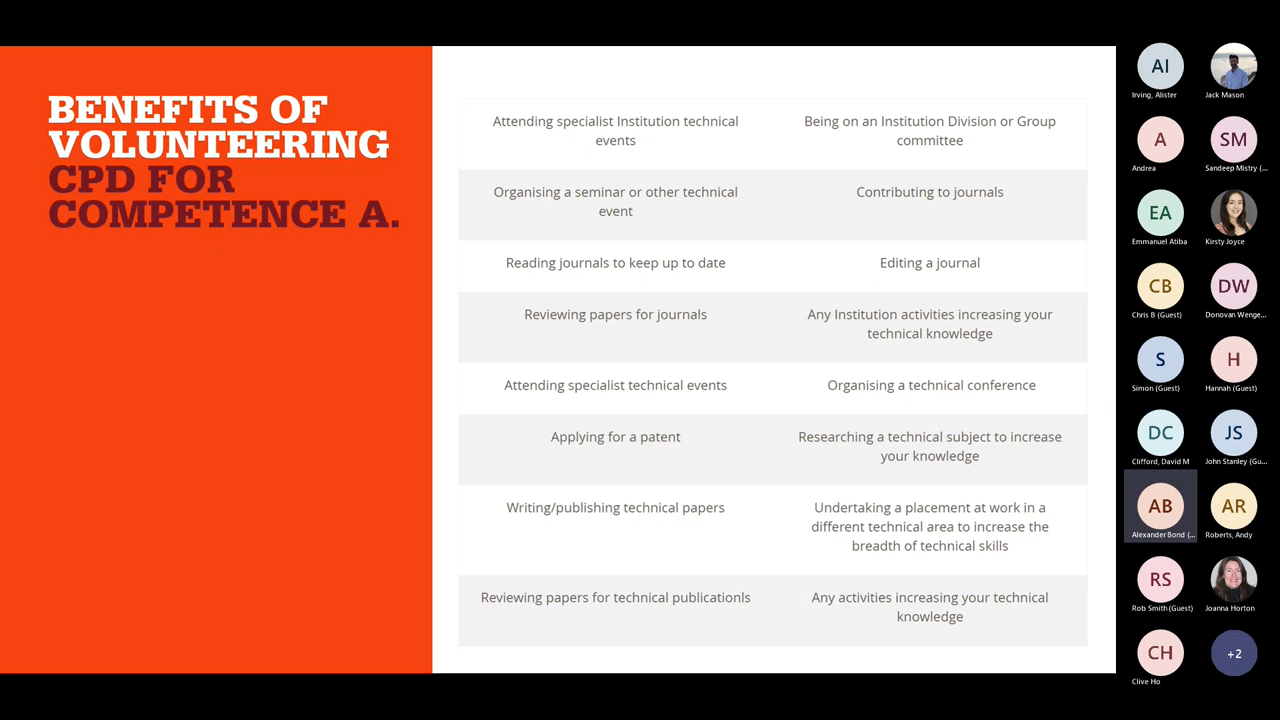 BENEFITS OF
VOLUNTEERING
CPD FOR
COMPETENCE A.
Attending specialist Institution technical
events
Being on an Institution Division or Group
committee
Organising a seminar or other technical
event
Contributing to journals
Reading journals to keep up to date
Editing a journal
Reviewing papers for journals
Any Institution activities increasing your
technical knowledge
Attending specialist technical events
Organising a technical conference
Applying for a patent
Researching a technical subject to increase
your knowledge
Writing/publishing technical papers
Undertaking a placement at work in a
different technical area to increase the
breadth of technical skills
Reviewing papers for technical publicationls
Any activities increasing your technical
knowledge
AI
Irving, Alister
Jack Mason
A
Andrea
SM
Sandeep Mistry (...
EA
Emmanuel Atiba
Kirsty Joyce
CB
Chris B (Guest)
DW
Donovan Wenge...
S
Simon (Guest)
H
Hannah (Guest)
DC
Clifford, David M
JS
John Stanley (Gu...
AB
Alexander Bond (...
AR
Roberts, Andy
RS
Rob Smith (Guest)
Joanna Horton
CH
Clive Ho
+2